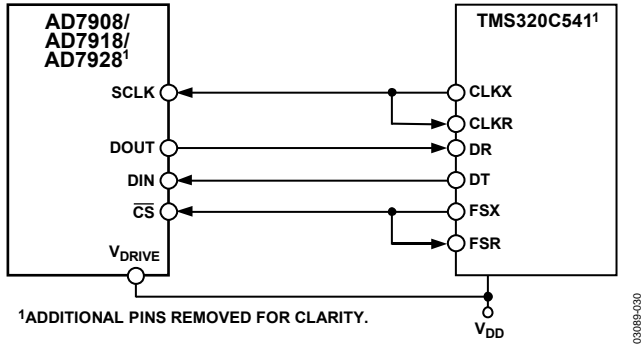 AD7908/
AD7918/
AD7928¹
TMS320C541¹
SCLK
CLKX
CLKR
DOUT
DR
DIN
DT
C̅S̅
FSX
FSR
VDRIVE
¹ADDITIONAL PINS REMOVED FOR CLARITY.
VDD
03089-030